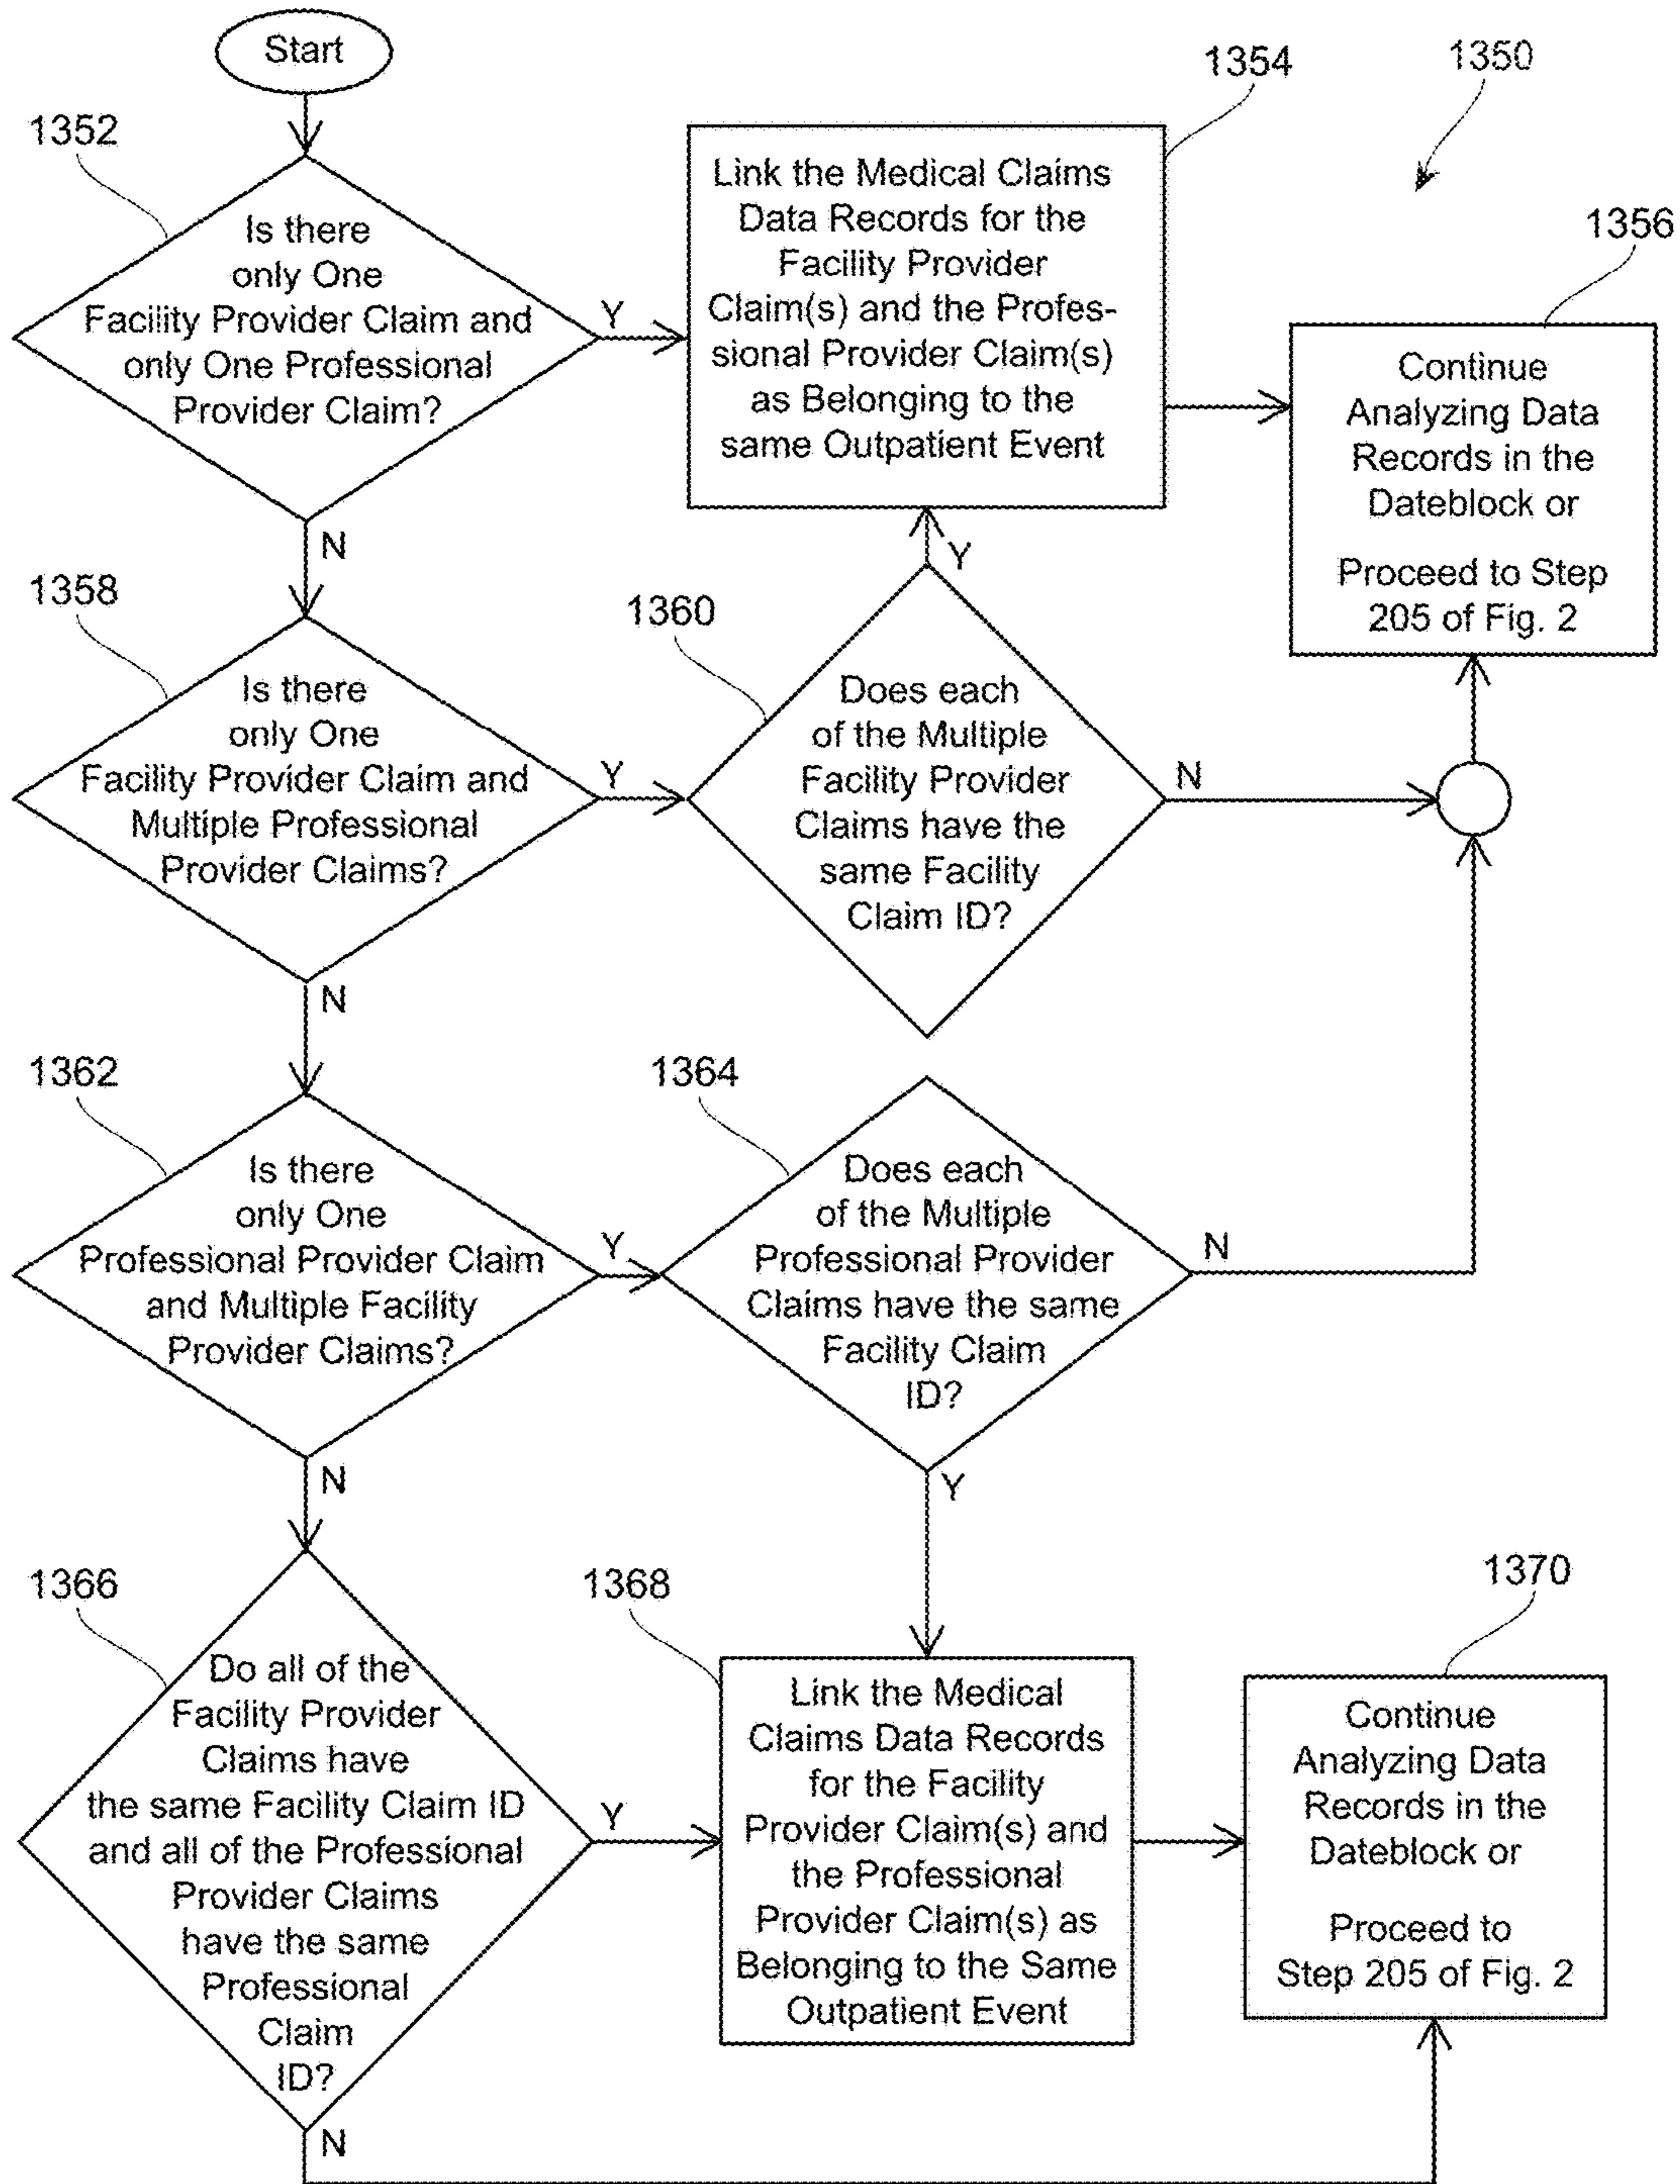 Start
1352
1354
1350
Is there
only One
Facility Provider Claim and
only One Professional
Provider Claim?
Y
N
Link the Medical Claims
Data Records for the
Facility Provider
Claim(s) and the Profes-
sional Provider Claim(s)
as Belonging to the
same Outpatient Event
1356
Continue
Analyzing Data
Records in the
Dateblock or
Proceed to Step
205 of Fig. 2
1358
Is there
only One
Facility Provider Claim and
Multiple Professional
Provider Claims?
Y
N
1360
Y
Does each
of the Multiple
Facility Provider
Claims have the
same Facility
Claim ID?
N
1362
Is there
only One
Professional Provider Claim
and Multiple Facility
Provider Claims?
Y
N
1364
Does each
of the Multiple
Professional Provider
Claims have the same
Facility Claim
ID?
N
Y
1366
Do all of the
Facility Provider
Claims have
the same Facility Claim ID
and all of the Professional
Provider Claims
have the same
Professional
Claim
ID?
Y
N
1368
Link the Medical
Claims Data Records
for the Facility
Provider Claim(s) and
the Professional
Provider Claim(s) as
Belonging to the Same
Outpatient Event
1370
Continue
Analyzing Data
Records in the
Dateblock or
Proceed to
Step 205 of Fig. 2